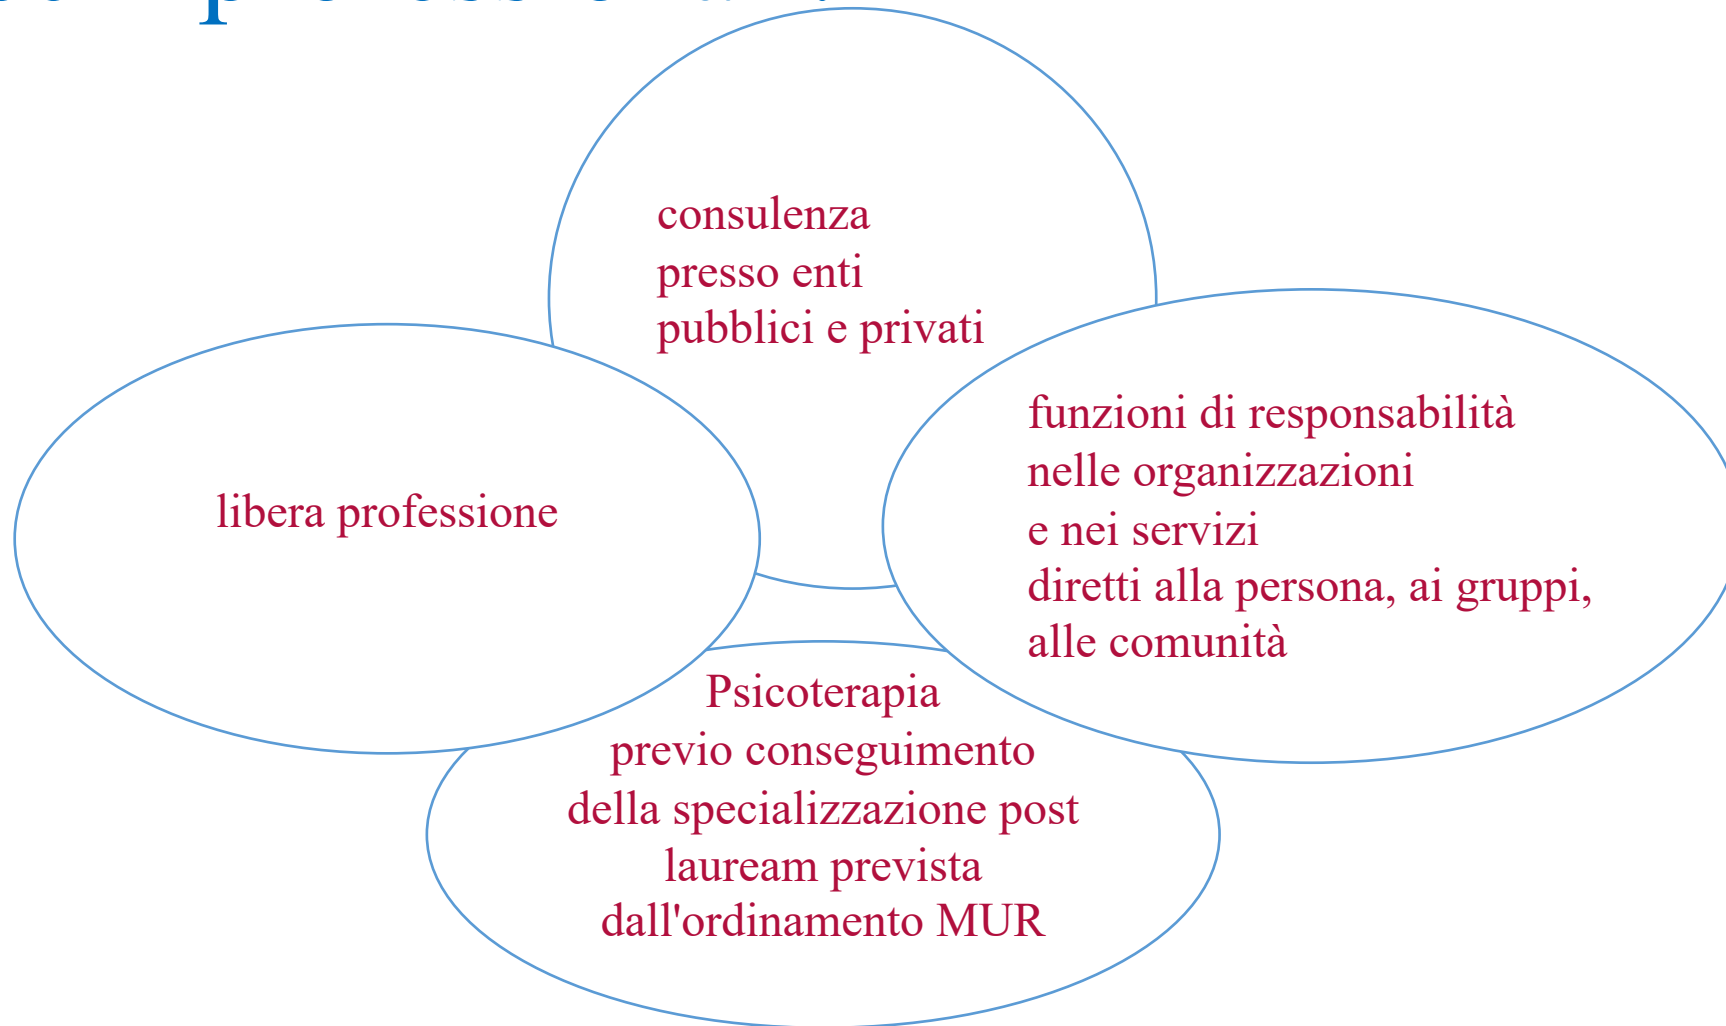 consulenza
presso enti
pubblici e privati
libera professione
funzioni di responsabilità
nelle organizzazioni
e nei servizi
diretti alla persona, ai gruppi,
alle comunità
Psicoterapia
previo conseguimento
della specializzazione post
lauream prevista
dall'ordinamento MUR